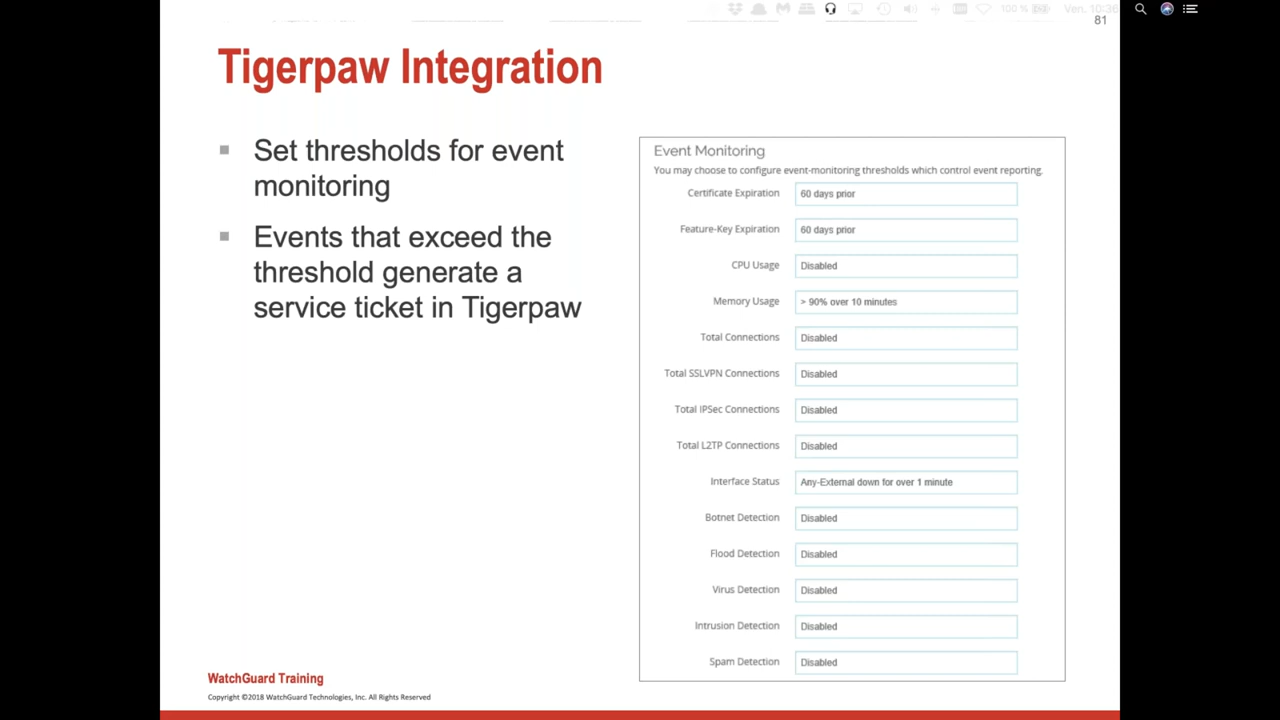 100 %
Ven. 10:36
81
Tigerpaw Integration
Set thresholds for event
monitoring
Events that exceed the
threshold generate a
service ticket in Tigerpaw
Event Monitoring
You may choose to configure event-monitoring thresholds which control event reporting.
Certificate Expiration 60 days prior
Feature-Key Expiration 60 days prior
CPU Usage Disabled
Memory Usage > 90% over 10 minutes
Total Connections Disabled
Total SSLVPN Connections Disabled
Total IPSec Connections Disabled
Total L2TP Connections Disabled
Interface Status Any-External down for over 1 minute
Botnet Detection Disabled
Flood Detection Disabled
Virus Detection Disabled
Intrusion Detection Disabled
Spam Detection Disabled
WatchGuard Training
Copyright ©2018 WatchGuard Technologies, Inc. All Rights Reserved